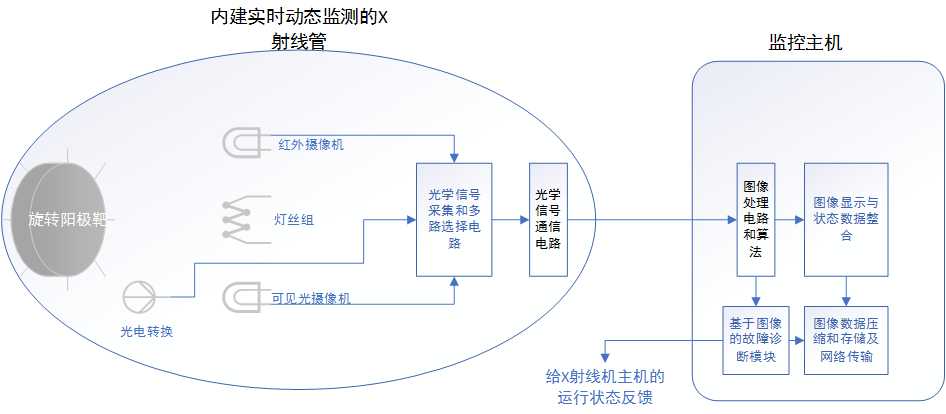 内建实时动态监测的X
射线管
监控主机
红外摄像机
旋转阳极靶
灯丝组
光学信号
采集和多
路选择电
路
光学
信号
通信
电路
图像
处理
电路
和算
法
图像显示与
状态数据整
合
可见光摄像机
光电转换
基于图像
的故障诊
断模块
图像数据压
缩和存储及
网络传输
给X射线机主机的
运行状态反馈